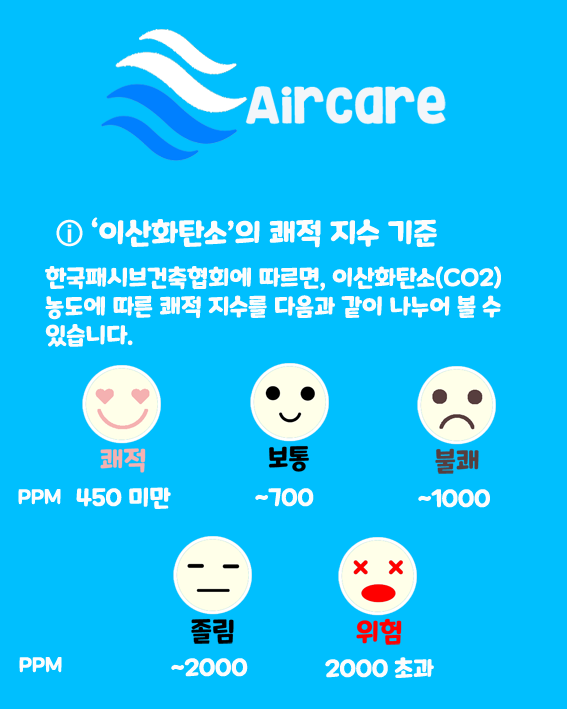 Aircare
ⓘ ‘이산화탄소’의 쾌적 지수 기준
한국패시브건축협회에 따르면, 이산화탄소(CO2)
농도에 따른 쾌적 지수를 다음과 같이 나누어 볼 수
있습니다.
쾌적 보통 불쾌
PPM 450 미만 ~700 ~1000
졸림 위험
PPM ~2000 2000 초과